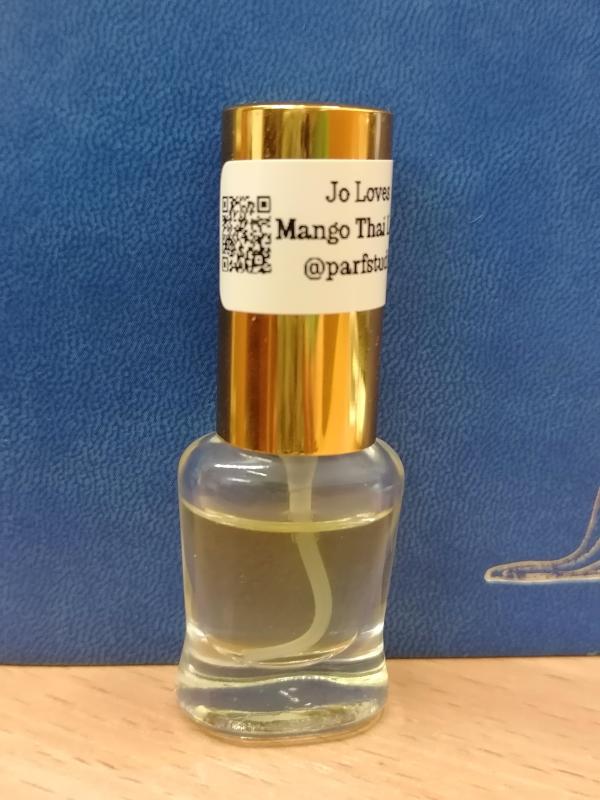 Jo Loves
Mango Thai
@parfstu